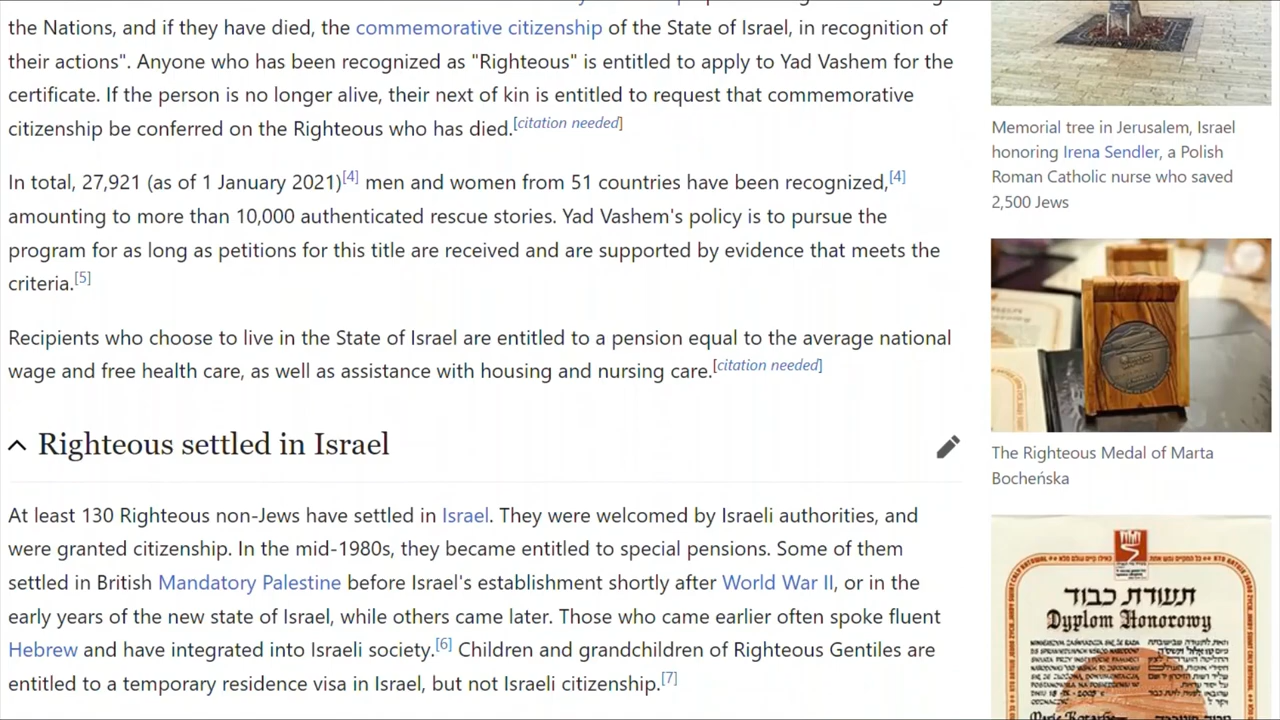 the Nations, and if they have died, the commemorative citizenship of the State of Israel, in recognition of
their actions". Anyone who has been recognized as "Righteous" is entitled to apply to Yad Vashem for the
certificate. If the person is no longer alive, their next of kin is entitled to request that commemorative
citizenship be conferred on the Righteous who has died.[citation needed]
In total, 27,921 (as of 1 January 2021)[4] men and women from 51 countries have been recognized,[4]
amounting to more than 10,000 authenticated rescue stories. Yad Vashem's policy is to pursue the
program for as long as petitions for this title are received and are supported by evidence that meets the
criteria.[5]
Recipients who choose to live in the State of Israel are entitled to a pension equal to the average national
wage and free health care, as well as assistance with housing and nursing care.[citation needed]
Righteous settled in Israel
At least 130 Righteous non-Jews have settled in Israel. They were welcomed by Israeli authorities, and
were granted citizenship. In the mid-1980s, they became entitled to special pensions. Some of them
settled in British Mandatory Palestine before Israel's establishment shortly after World War II, or in the
early years of the new state of Israel, while others came later. Those who came earlier often spoke fluent
Hebrew and have integrated into Israeli society.[6] Children and grandchildren of Righteous Gentiles are
entitled to a temporary residence visa in Israel, but not Israeli citizenship.[7]
Memorial tree in Jerusalem, Israel
honoring Irena Sendler, a Polish
Roman Catholic nurse who saved
2,500 Jews
The Righteous Medal of Marta
Bocheńska
תעודת כבוד
Dyplom Honorowy